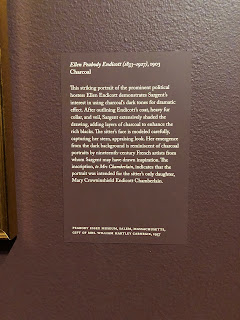 Ellen Peabody Endicott (1833–1927), 1905
Charcoal
This striking portrait of the prominent political
hostess Ellen Endicott demonstrates Sargent's
interest in using charcoal's dark tones for dramatic
effect. After outlining Endicott's coat, heavy fur
collar, and veil, Sargent extensively shaded the
drawing, adding layers of charcoal to enhance the
rich blacks. The sitter's face is modeled carefully,
capturing her stern, appraising look. Her emergence
from the dark background is reminiscent of charcoal
portraits by nineteenth-century French artists from
whom Sargent may have drawn inspiration. The
inscription, to Mrs Chamberlain, indicates that the
portrait was intended for the sitter's only daughter,
Mary Crowninshield Endicott Chamberlain.
PEABODY ESSEX MUSEUM, SALEM, MASSACHUSETTS,
GIFT OF MRS. WILLIAM HARTLEY CARNEGIE, 1957